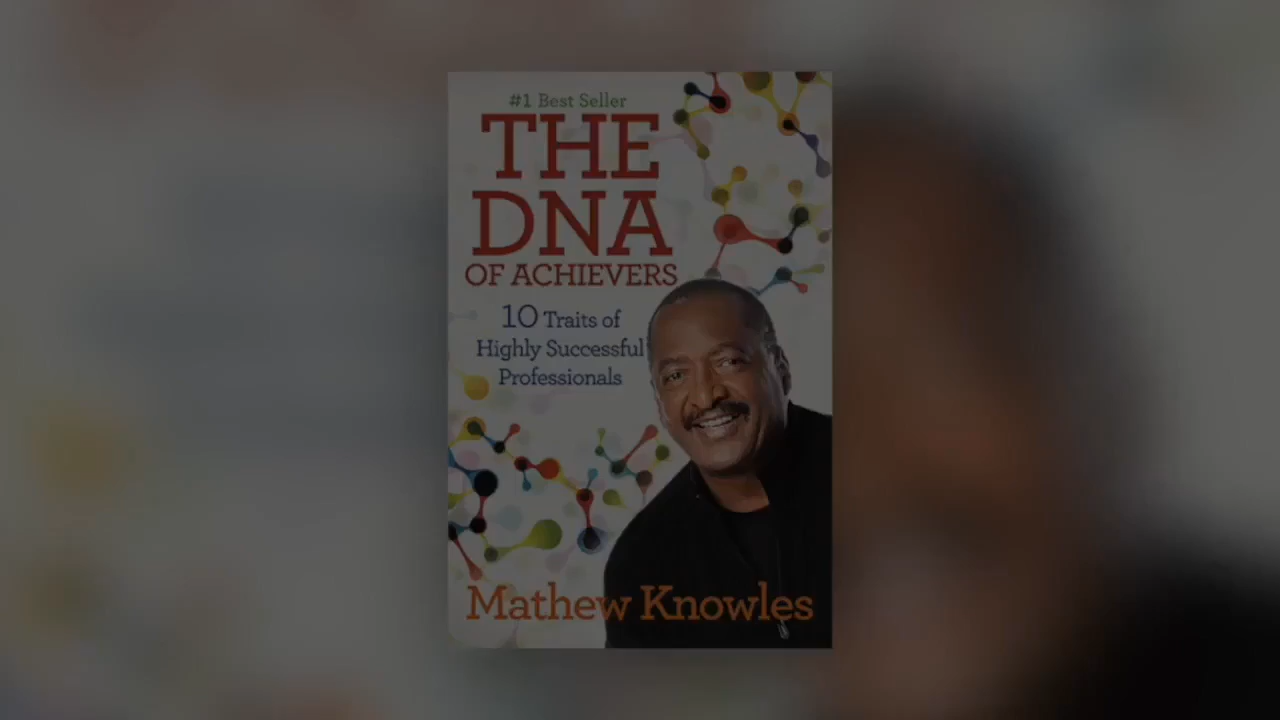 #1 Best Seller
THE
DNA
OF ACHIEVERS
10 Traits of
Highly Successful
Professionals
Mathew Knowles